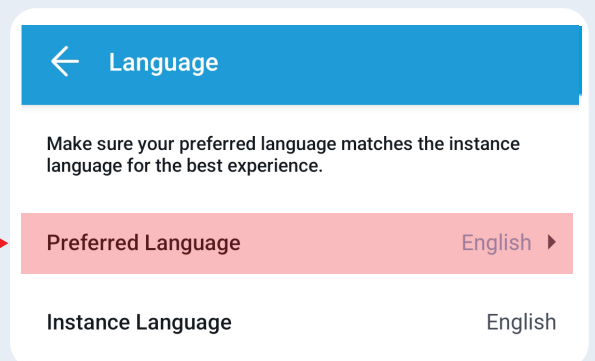 Language
Make sure your preferred language matches the instance
language for the best experience.
Preferred Language English
Instance Language English